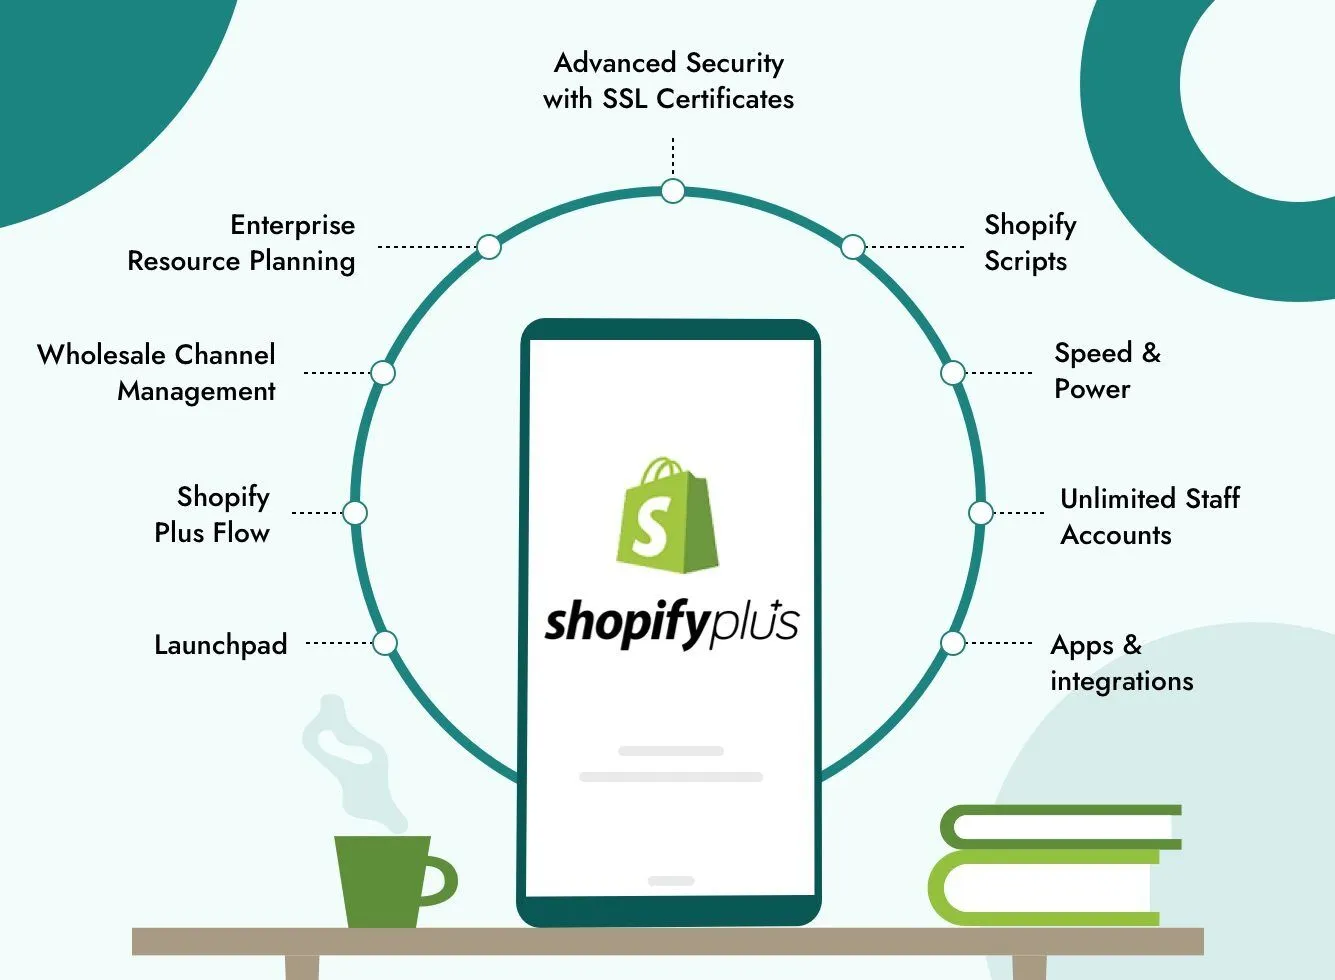 Advanced Security
with SSL Certificates
Enterprise
Resource Planning
Shopify
Scripts
Wholesale Channel
Management
Speed &
Power
Shopify
Plus Flow
Unlimited Staff
Accounts
Launchpad
Apps &
integrations
S
shopifyplus